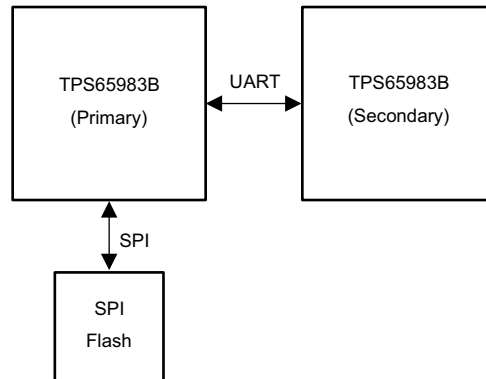 TPS65983B
(Primary)
UART
TPS65983B
(Secondary)
SPI
SPI
Flash